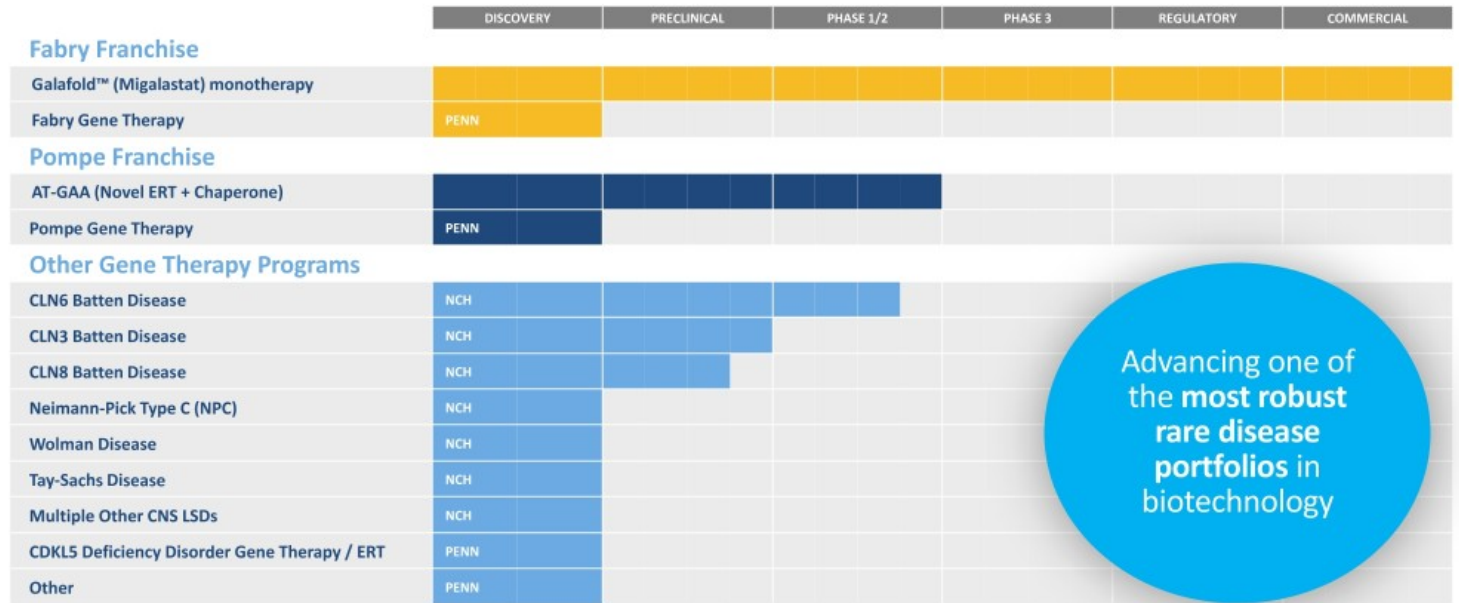 DISCOVERY PRECLINICAL PHASE 1/2 PHASE 3 REGULATORY COMMERCIAL
Fabry Franchise
Galafold™ (Migalastat) monotherapy
Fabry Gene Therapy PENN
Pompe Franchise
AT-GAA (Novel ERT + Chaperone)
Pompe Gene Therapy PENN
Other Gene Therapy Programs
CLN6 Batten Disease NCH
CLN3 Batten Disease NCH
CLN8 Batten Disease NCH
Neimann-Pick Type C (NPC) NCH
Wolman Disease NCH
Tay-Sachs Disease NCH
Multiple Other CNS LSDs NCH
CDKL5 Deficiency Disorder Gene Therapy / ERT PENN
Other PENN
Advancing one of
the most robust
rare disease
portfolios in
biotechnology